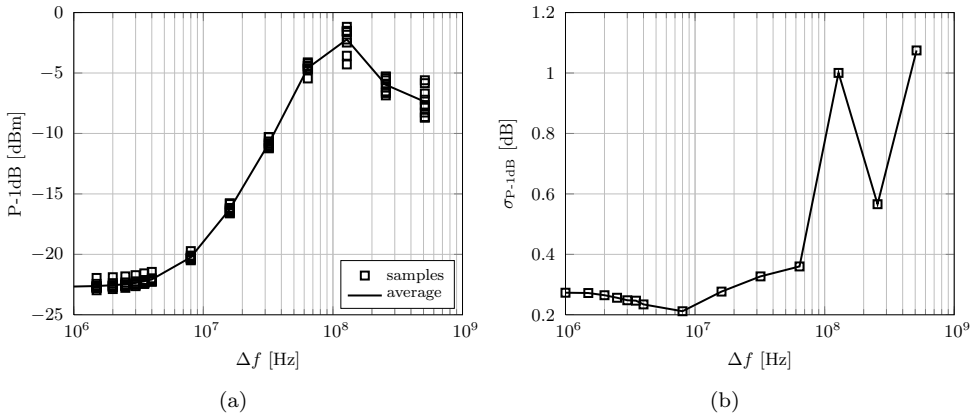 0
−5
−10
−15
−20
−25
P-1dB [dBm]
10^6
10^7
10^8
10^9
Δf [Hz]
samples
average
(a)
1.2
1
0.8
0.6
0.4
0.2
σ_P-1dB [dB]
10^6
10^7
10^8
10^9
Δf [Hz]
(b)